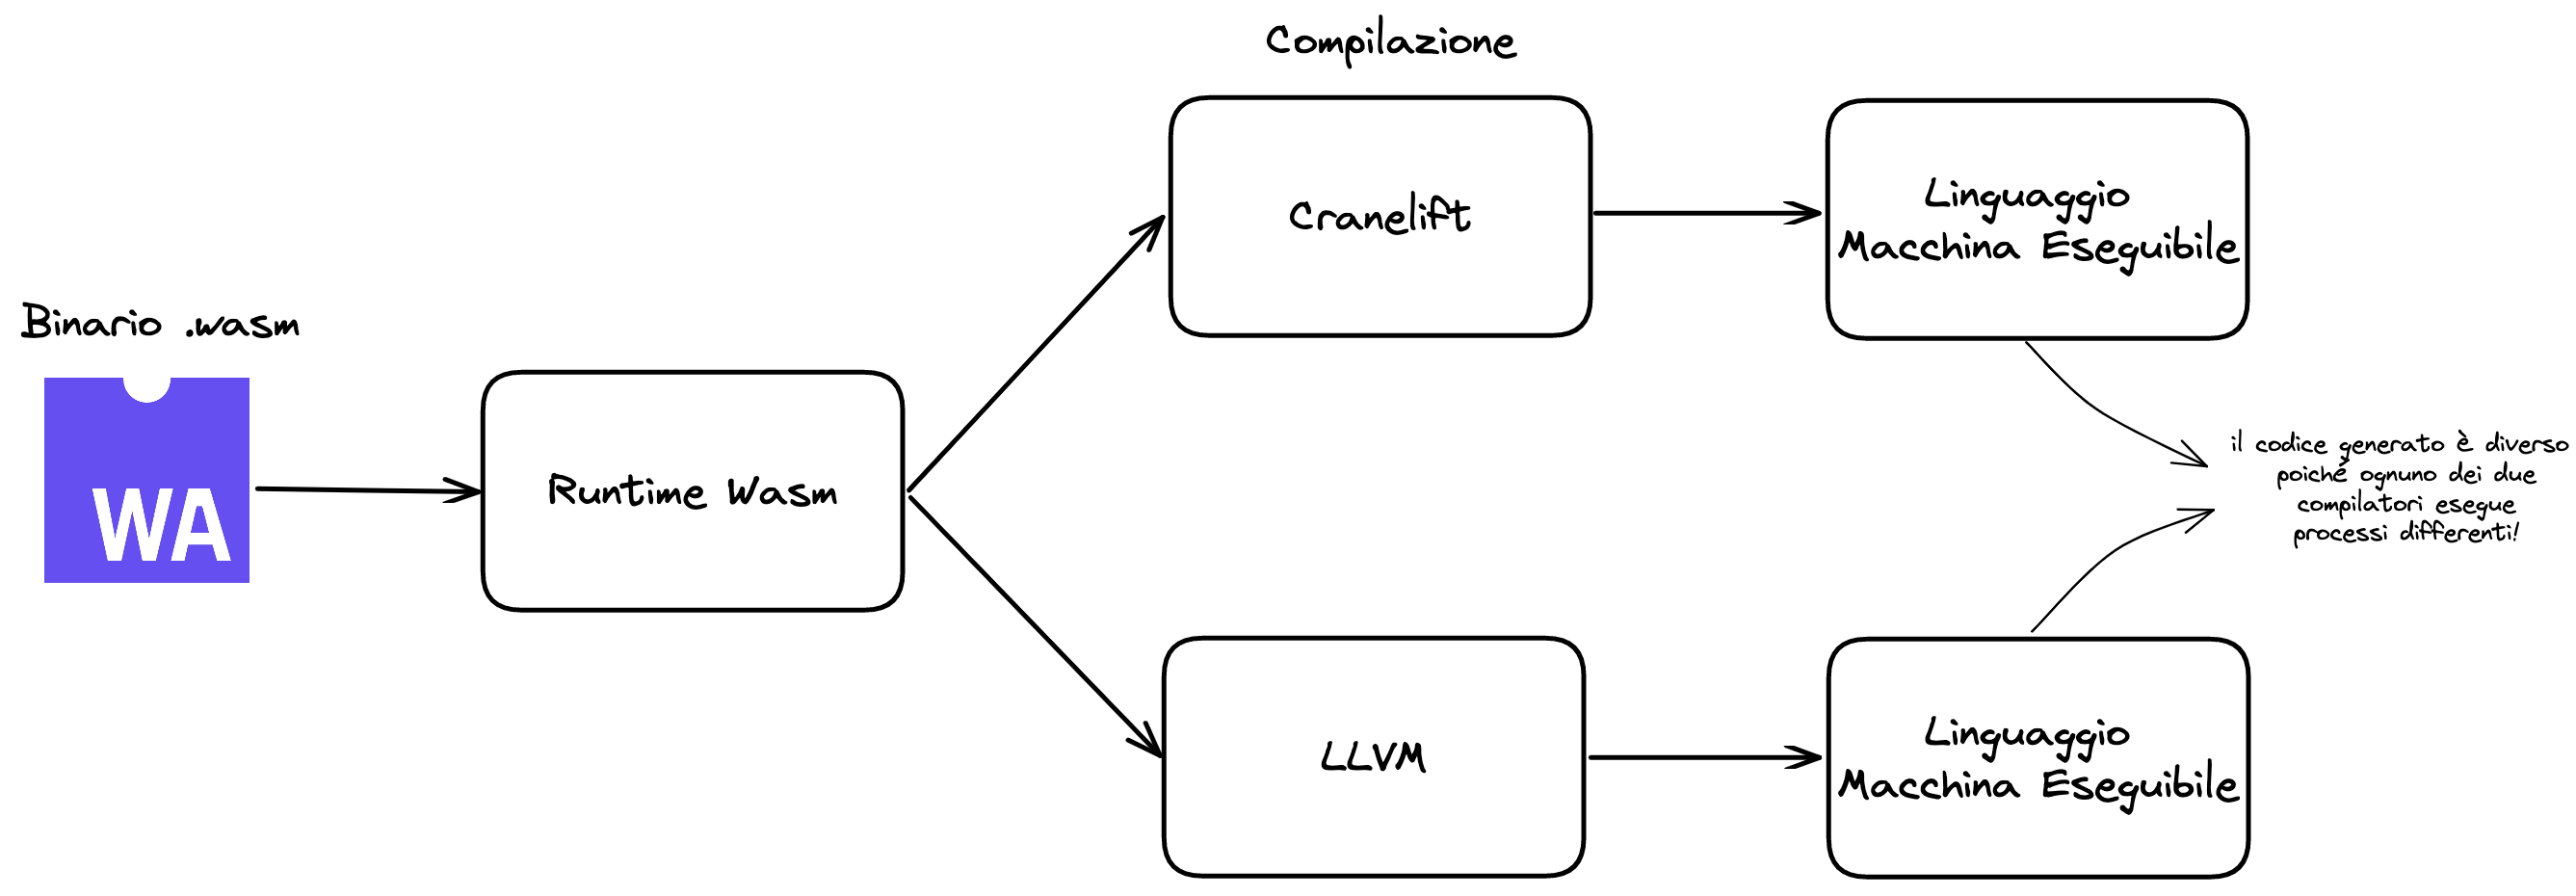 Compilazione
Cranelift
Linguaggio
Macchina Eseguibile
Binario .wasm
WA
Runtime Wasm
il codice generato è diverso
poiché ognuno dei due
compilatori esegue
processi differenti!
LLVM
Linguaggio
Macchina Eseguibile